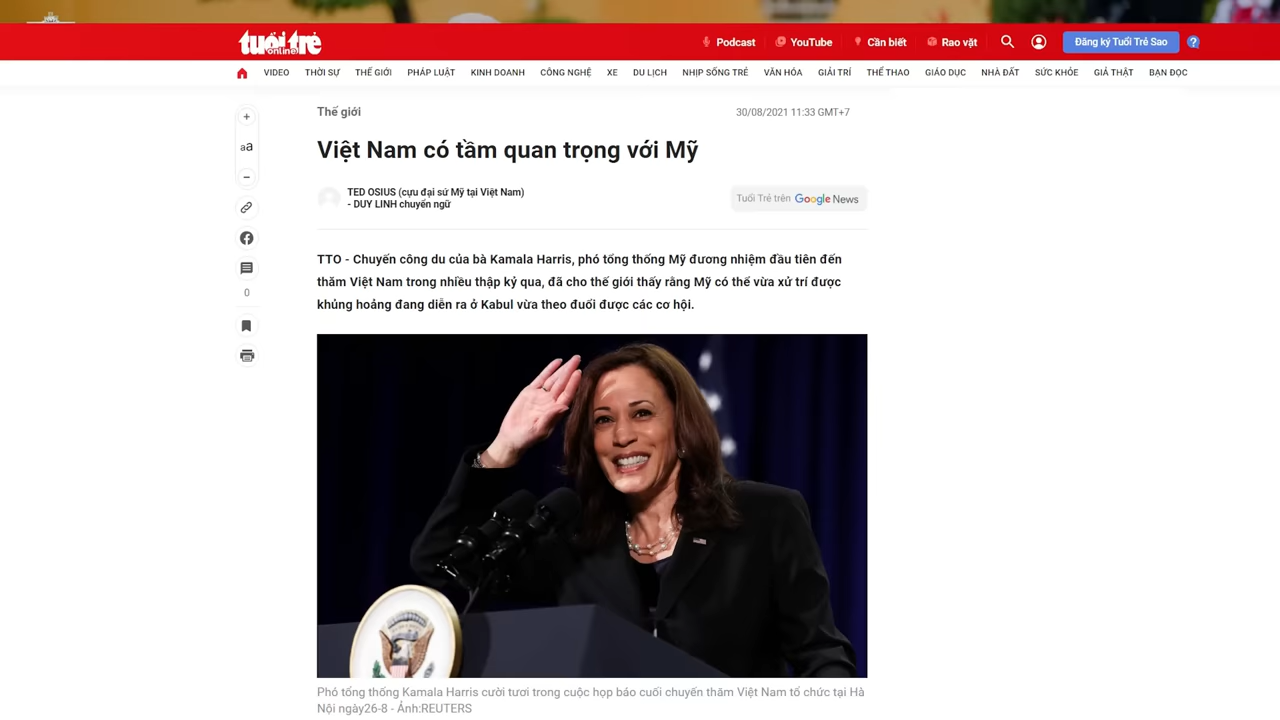 tuổi trẻ
online
Podcast
YouTube
Cần biết
Rao vặt
Đăng ký Tuổi Trẻ Sao
?
VIDEO THỜI SỰ THẾ GIỚI PHÁP LUẬT KINH DOANH CÔNG NGHỆ XE DU LỊCH NHỊP SỐNG TRẺ VĂN HÓA GIẢI TRÍ THỂ THAO GIÁO DỤC NHÀ ĐẤT SỨC KHỎE GIẢ THẬT BẠN ĐỌC
+
aa
−
0
Thế giới
30/08/2021 11:33 GMT+7
Việt Nam có tầm quan trọng với Mỹ
TED OSIUS (cựu đại sứ Mỹ tại Việt Nam)
- DUY LINH chuyển ngữ
Tuổi Trẻ trên Google News
TTO - Chuyến công du của bà Kamala Harris, phó tổng thống Mỹ đương nhiệm đầu tiên đến
thăm Việt Nam trong nhiều thập kỷ qua, đã cho thế giới thấy rằng Mỹ có thể vừa xử trí được
khủng hoảng đang diễn ra ở Kabul vừa theo đuổi được các cơ hội.
Phó tổng thống Kamala Harris cười tươi trong cuộc họp báo cuối chuyến thăm Việt Nam tổ chức tại Hà
Nội ngày26-8 - Ảnh:REUTERS